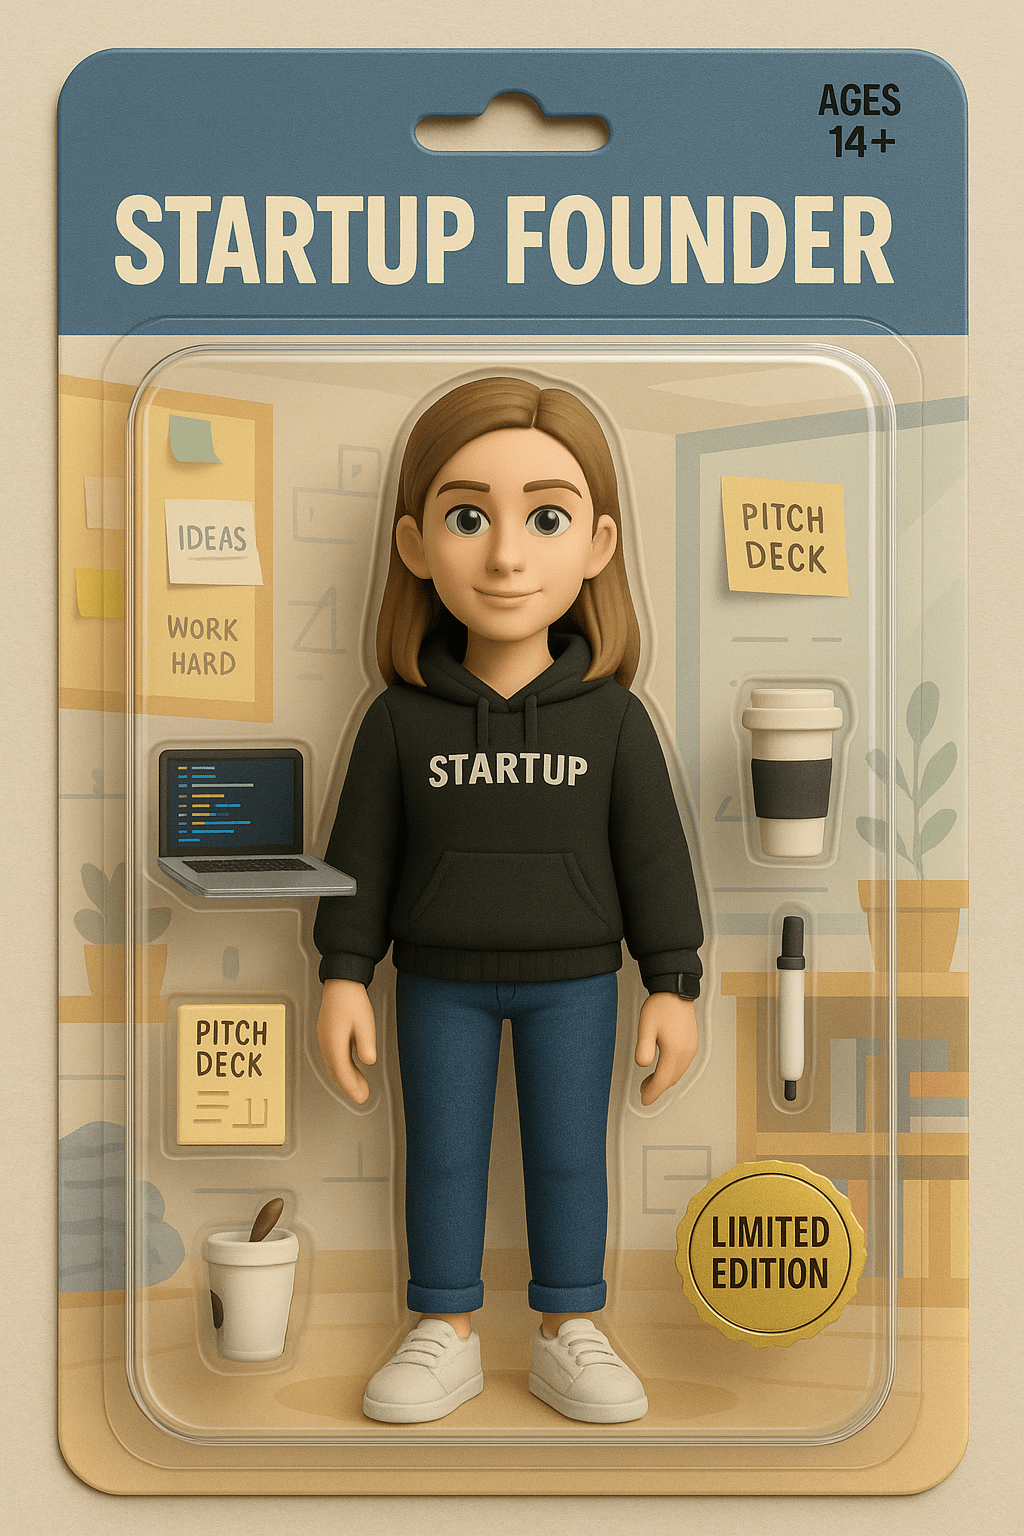 AGES
14+
STARTUP FOUNDER
IDEAS
WORK
HARD
PITCH
DECK
STARTUP
PITCH
DECK
LIMITED
EDITION